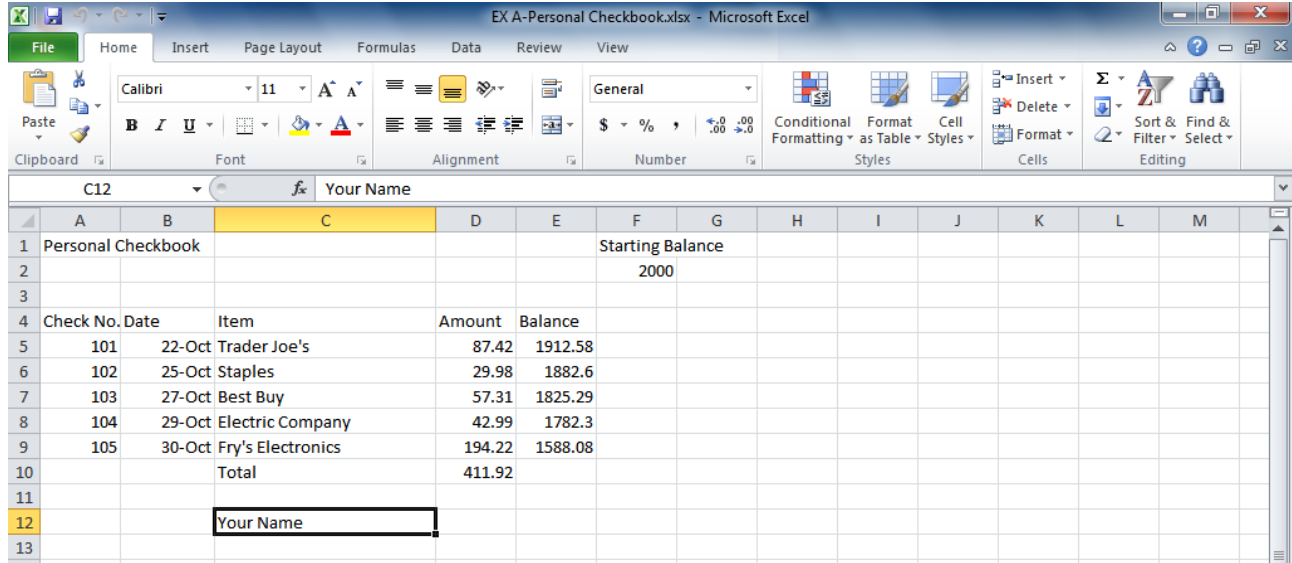 EX A-Personal Checkbook.xlsx - Microsoft Excel
File Home Insert Page Layout Formulas Data Review View
Calibri 11 General
Paste
B I U A $ % , .0 .00 .00 .0
Conditional Formatting Format as Table Cell Styles
Insert
Delete
Format
Σ
Sort & Filter Find & Select
Clipboard Font Alignment Number Styles Cells Editing
C12 fx Your Name
A B C D E F G H I J K L M
1 Personal Checkbook Starting Balance
2 2000
3
4 Check No. Date Item Amount Balance
5 101 22-Oct Trader Joe's 87.42 1912.58
6 102 25-Oct Staples 29.98 1882.6
7 103 27-Oct Best Buy 57.31 1825.29
8 104 29-Oct Electric Company 42.99 1782.3
9 105 30-Oct Fry's Electronics 194.22 1588.08
10 Total 411.92
11
12 Your Name
13